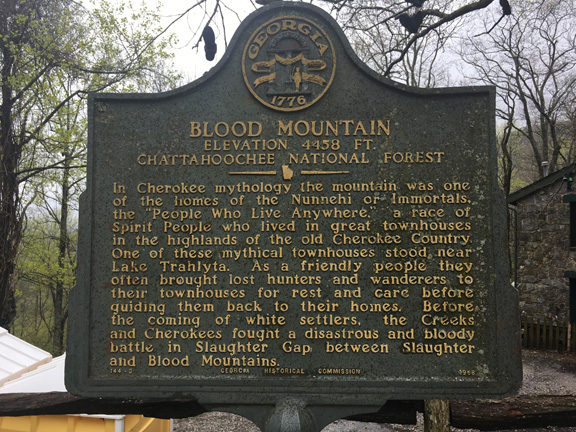 GEORGIA
1776
BLOOD MOUNTAIN
ELEVATION 4458 FT.
CHATTAHOOCHEE NATIONAL FOREST
In Cherokee mythology the mountain was one
of the homes of the Nunnehi or Immortals,
the "People Who Live Anywhere," a race of
Spirit People who lived in great townhouses
in the highlands of the old Cherokee Country.
One of these mythical townhouses stood near
Lake Trahlyta. As a friendly people they
often brought lost hunters and wanderers to
their townhouses for rest and care before
guiding them back to their homes. Before
the coming of white settlers, the Creeks
and Cherokees fought a disastrous and bloody
battle in Slaughter Gap between Slaughter
and Blood Mountains.
GEORGIA HISTORICAL COMMISSION